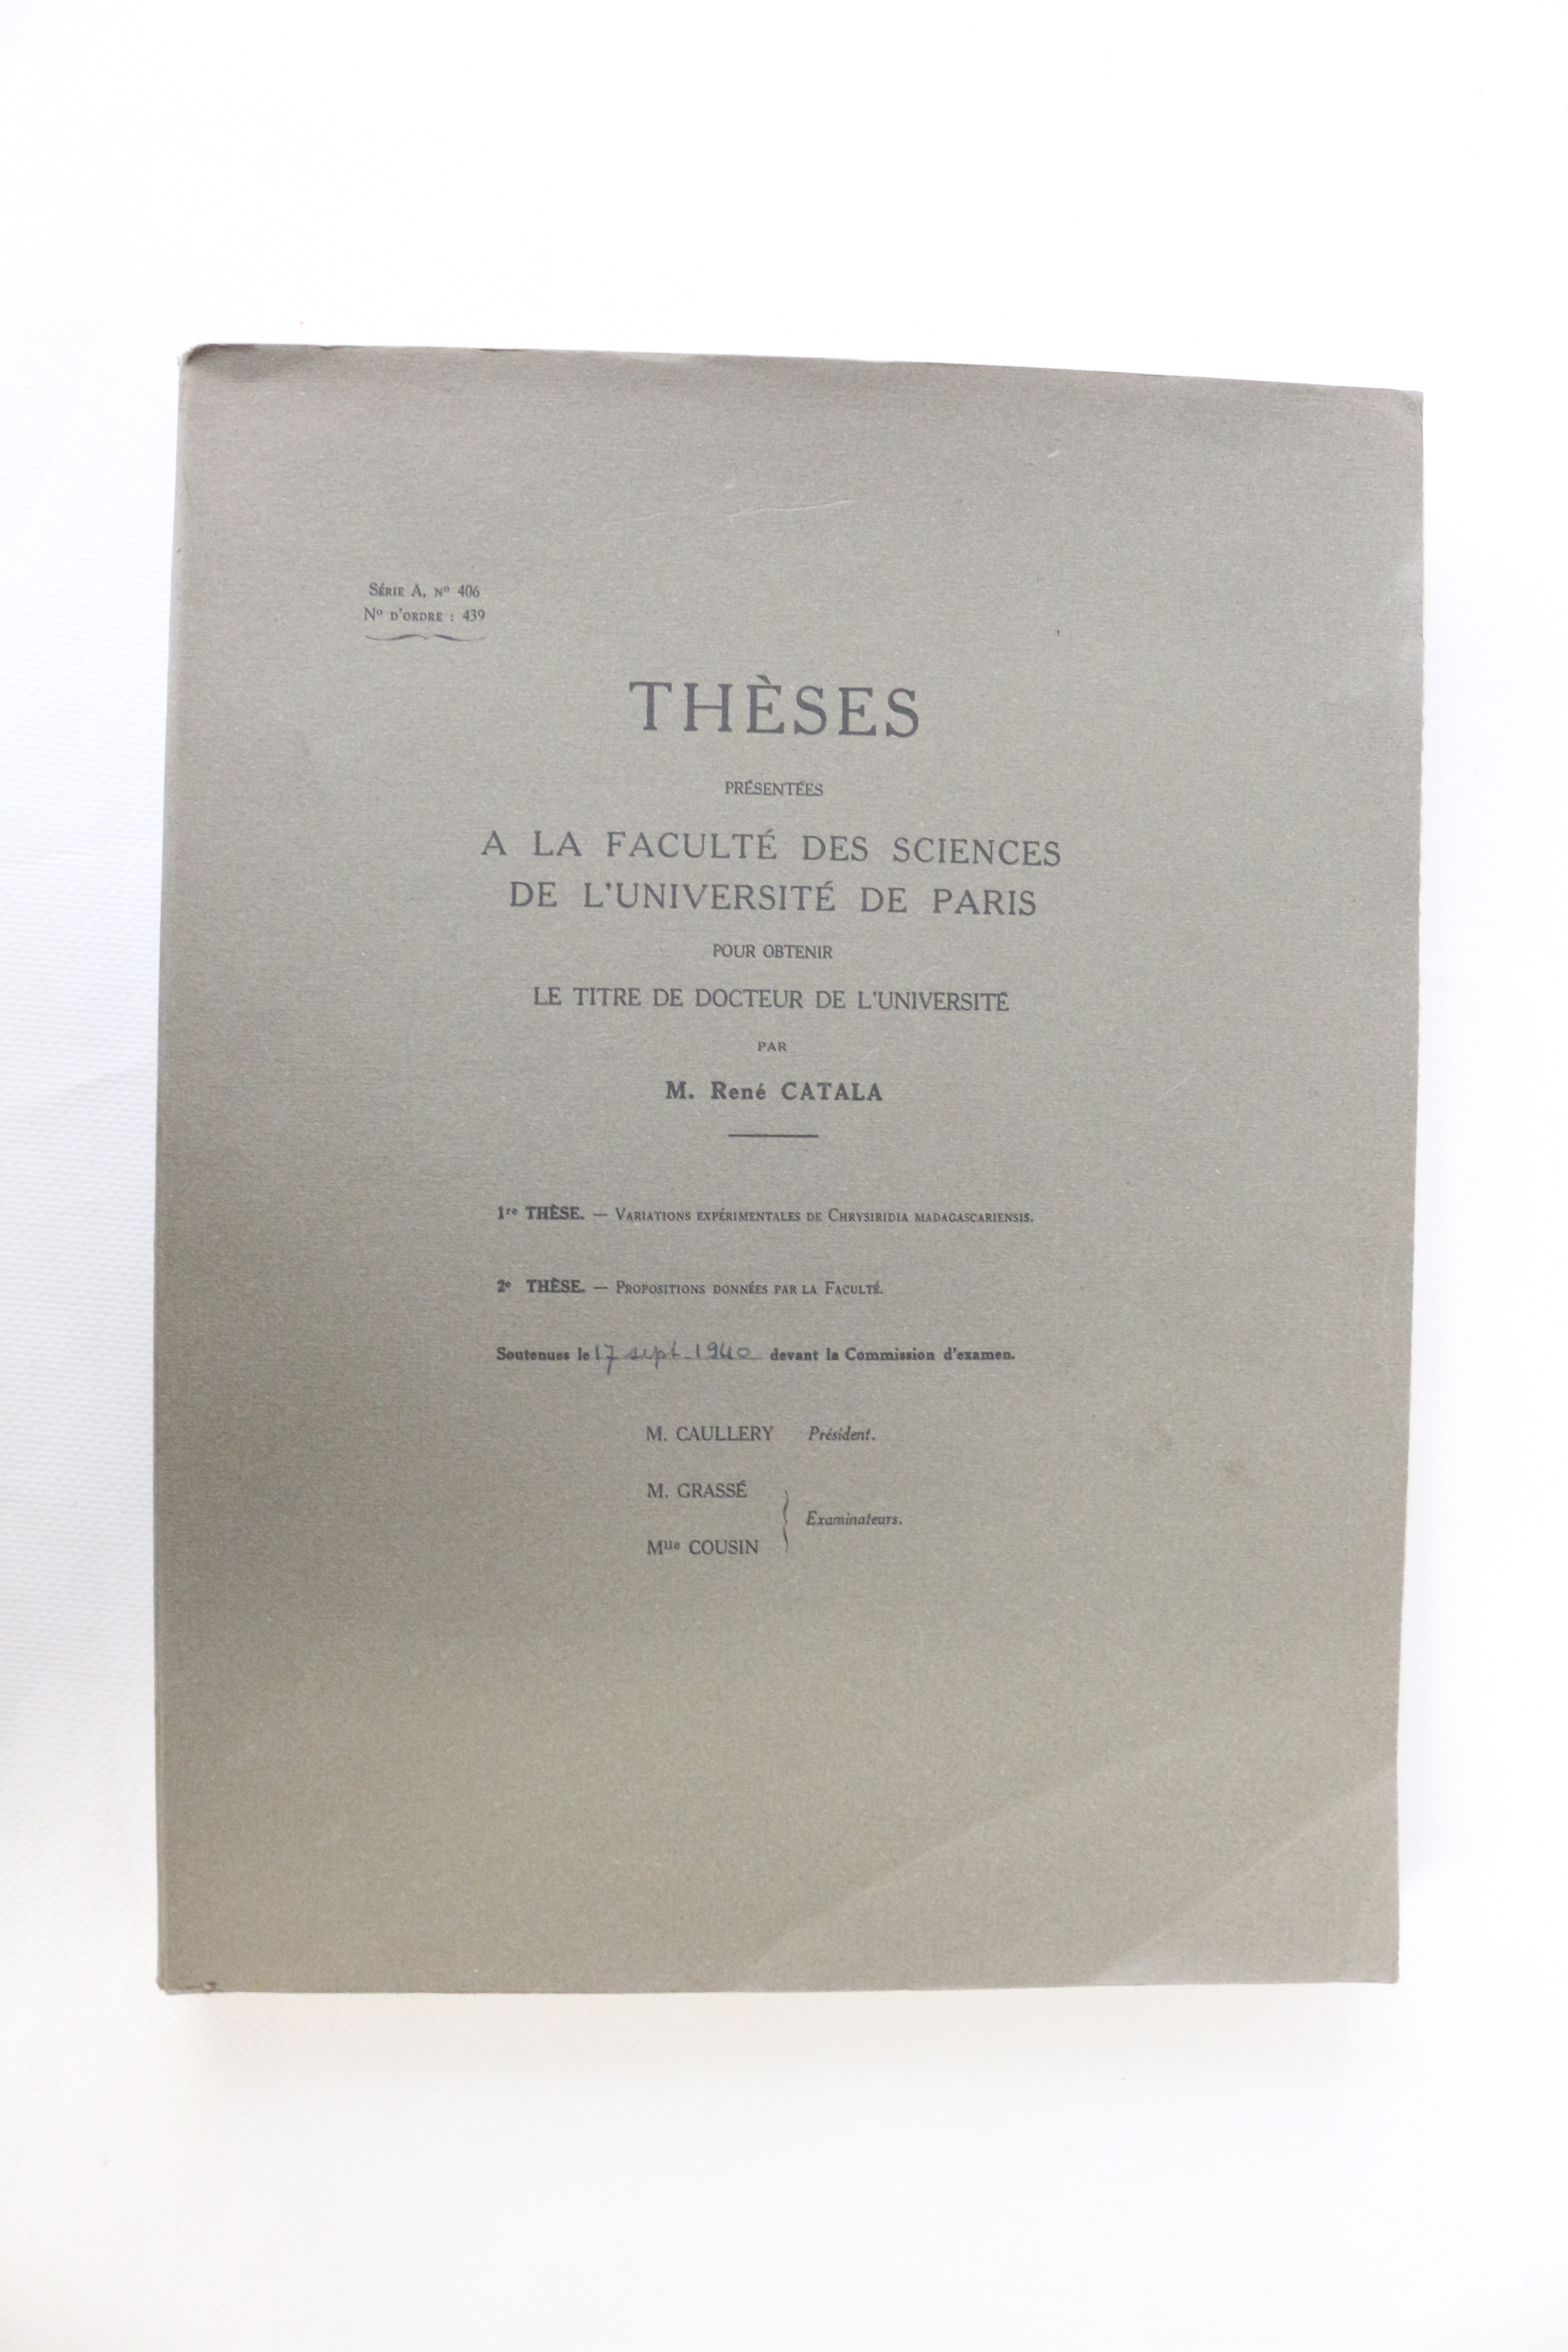 Série A, Nº 406
Nº d'ordre : 439
THÈSES
PRÉSENTÉES
A LA FACULTÉ DES SCIENCES
DE L'UNIVERSITÉ DE PARIS
POUR OBTENIR
LE TITRE DE DOCTEUR DE L'UNIVERSITÉ
PAR
M. René CATALA
1re THÈSE. — Variations expérimentales de Chrysiridia madagascariensis.
2e THÈSE. — Propositions données par la Faculté.
Soutenues le 17 sept 1940 devant la Commission d'examen.
M. CAULLERY Président.
M. GRASSÉ
Examinateurs.
Mlle COUSIN